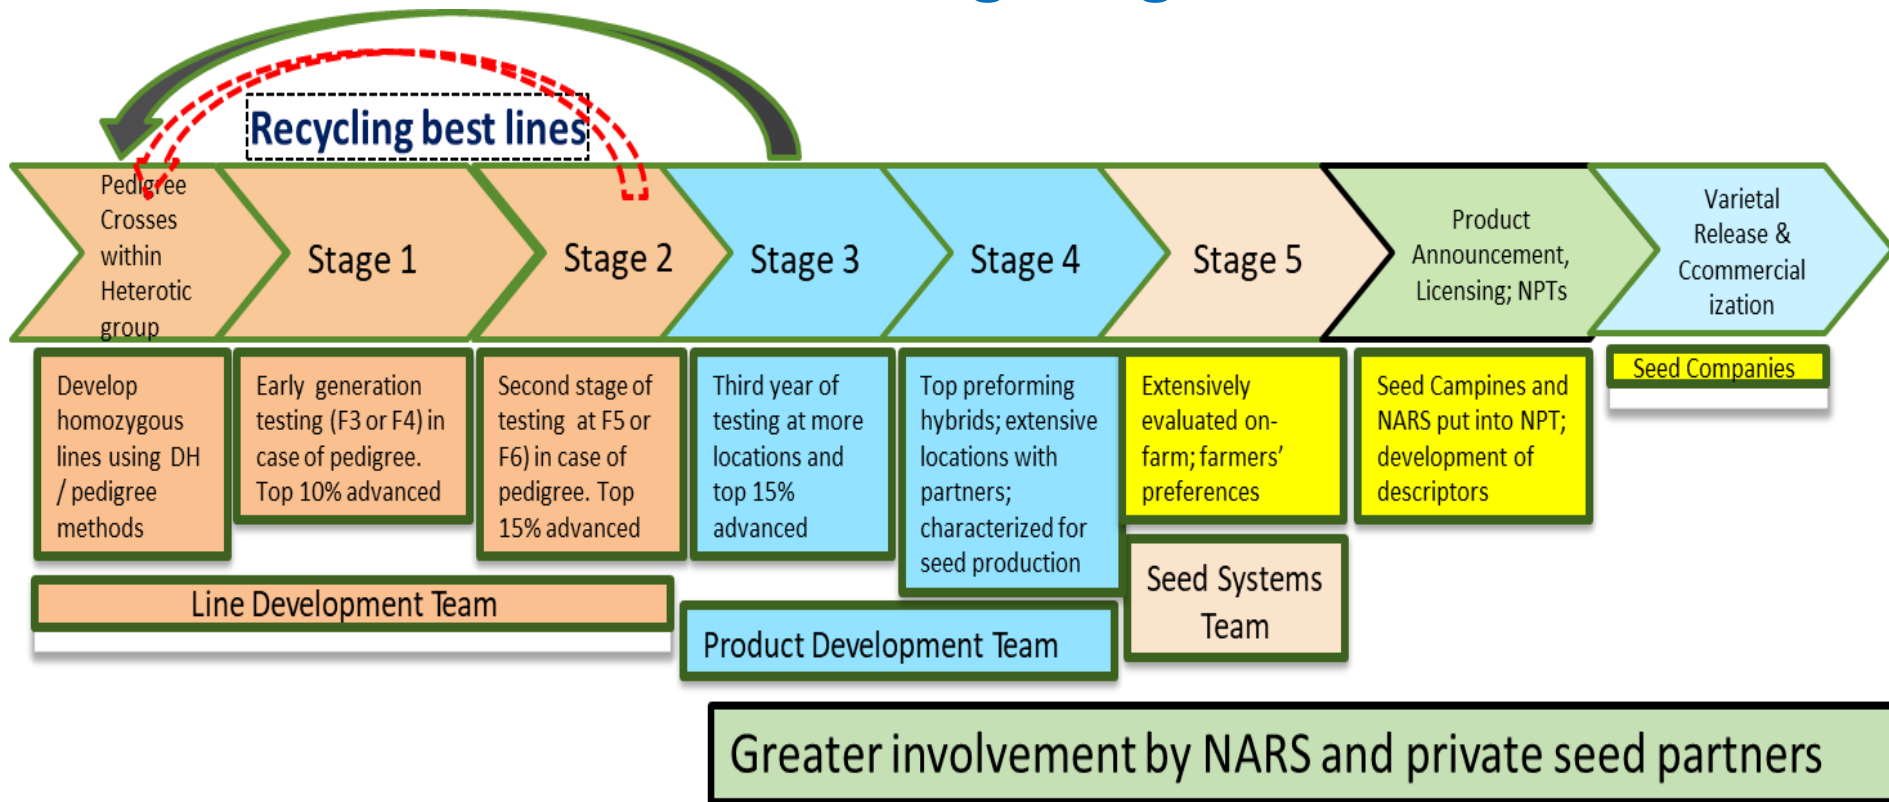 Recycling best lines
Pedigree
Crosses
within
Heterotic
group
Stage 1
Stage 2
Stage 3
Stage 4
Stage 5
Product
Announcement,
Licensing; NPTs
Varietal
Release &
Ccommercial
ization
Develop
homozygous
lines using DH
/ pedigree
methods
Early generation
testing (F3 or F4) in
case of pedigree.
Top 10% advanced
Second stage of
testing at F5 or
F6) in case of
pedigree. Top
15% advanced
Third year of
testing at more
locations and
top 15%
advanced
Top preforming
hybrids; extensive
locations with
partners;
characterized for
seed production
Extensively
evaluated on-
farm; farmers'
preferences
Seed Campines and
NARS put into NPT;
development of
descriptors
Seed Companies
Line Development Team
Product Development Team
Seed Systems
Team
Greater involvement by NARS and private seed partners